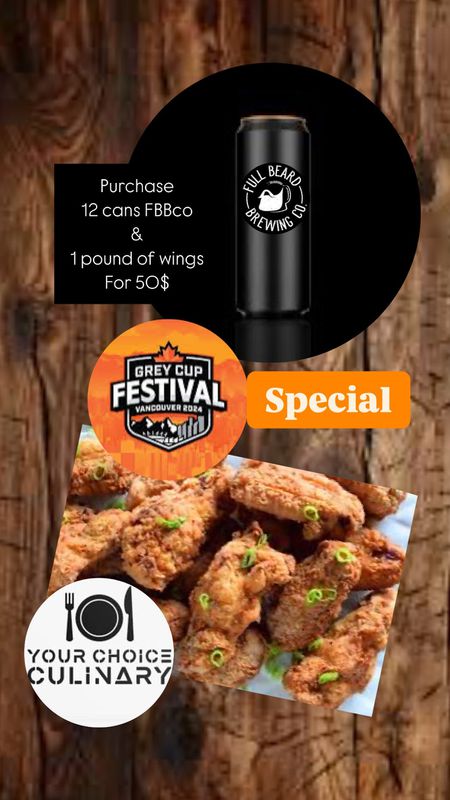 Purchase
12 cans FBBco
&
1 pound of wings
For 50$
FULL BEARD
BREWING CO
GREY CUP
FESTIVAL
VANCOUVER 2024
Special
YOUR CHOICE
CULINARY